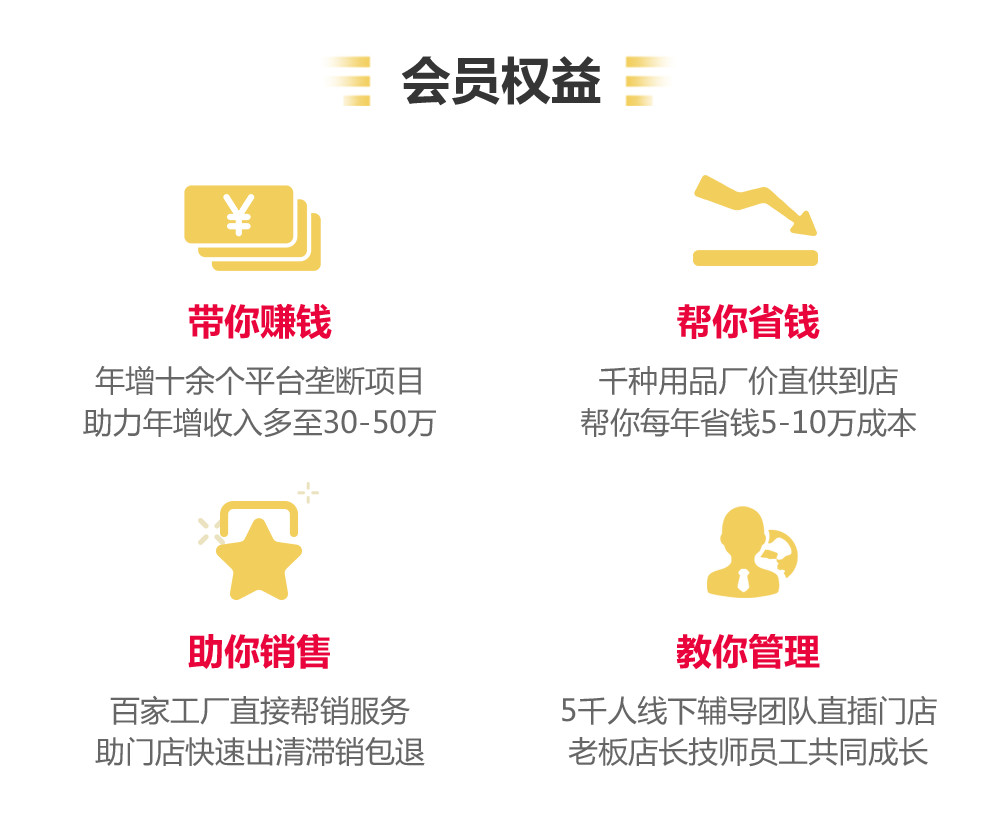 会员权益
¥
带你赚钱
年增十余个平台垄断项目
助力年增收入多至30-50万
帮你省钱
千种用品厂价直供到店
帮你每年省钱5-10万成本
助你销售
百家工厂直接帮销服务
助门店快速出清滞销包退
教你管理
5千人线下辅导团队直插门店
老板店长技师员工共同成长